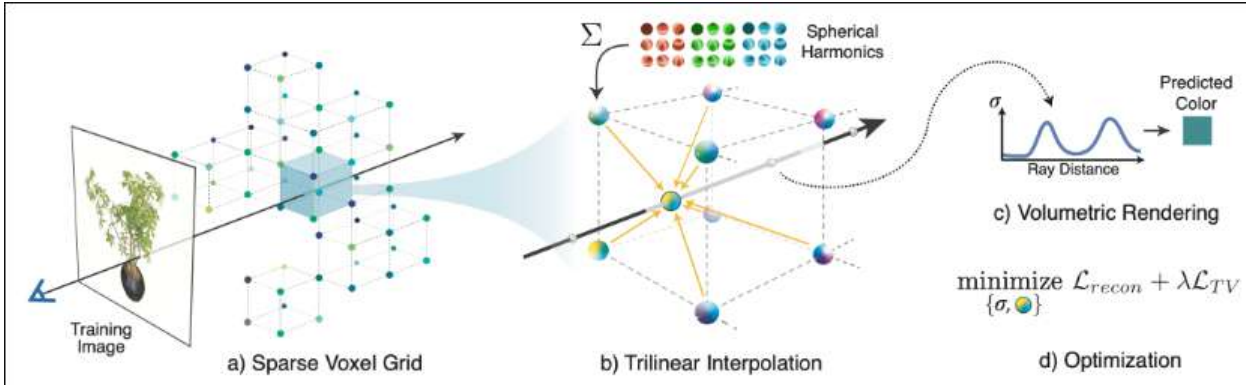 Training
Image
a) Sparse Voxel Grid
Σ
Spherical
Harmonics
b) Trilinear Interpolation
σ
Ray Distance
Predicted
Color
c) Volumetric Rendering
minimize ℒrecon + λℒTV
{σ, }
d) Optimization